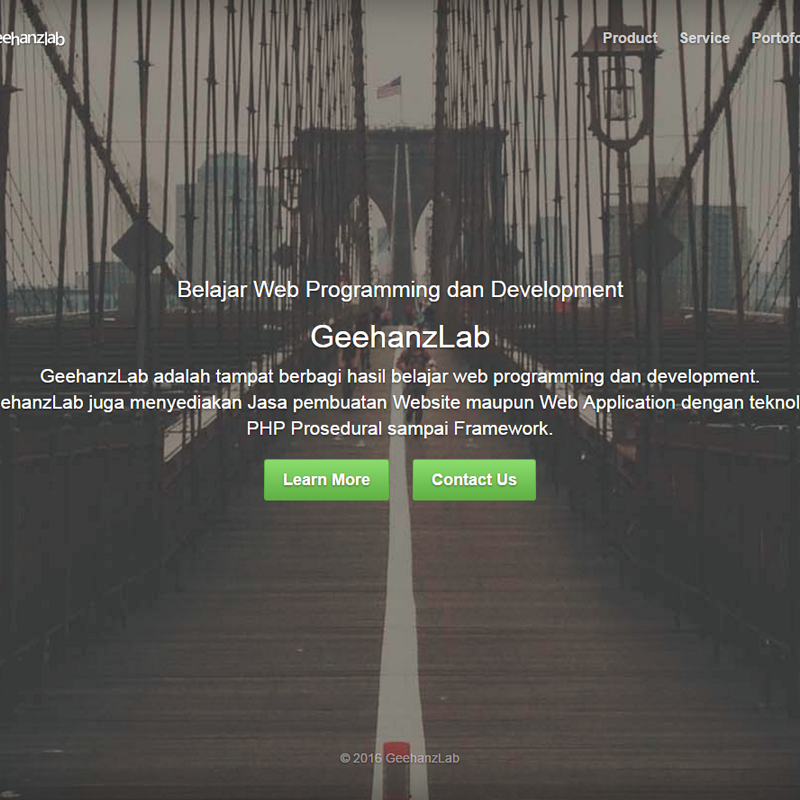 eehanzlab
Product Service Portofo
Belajar Web Programming dan Development
GeehanzLab
GeehanzLab adalah tampat berbagi hasil belajar web programming dan development.
ehanzLab juga menyediakan Jasa pembuatan Website maupun Web Application dengan teknol
PHP Prosedural sampai Framework.
Learn More Contact Us
© 2016 GeehanzLab